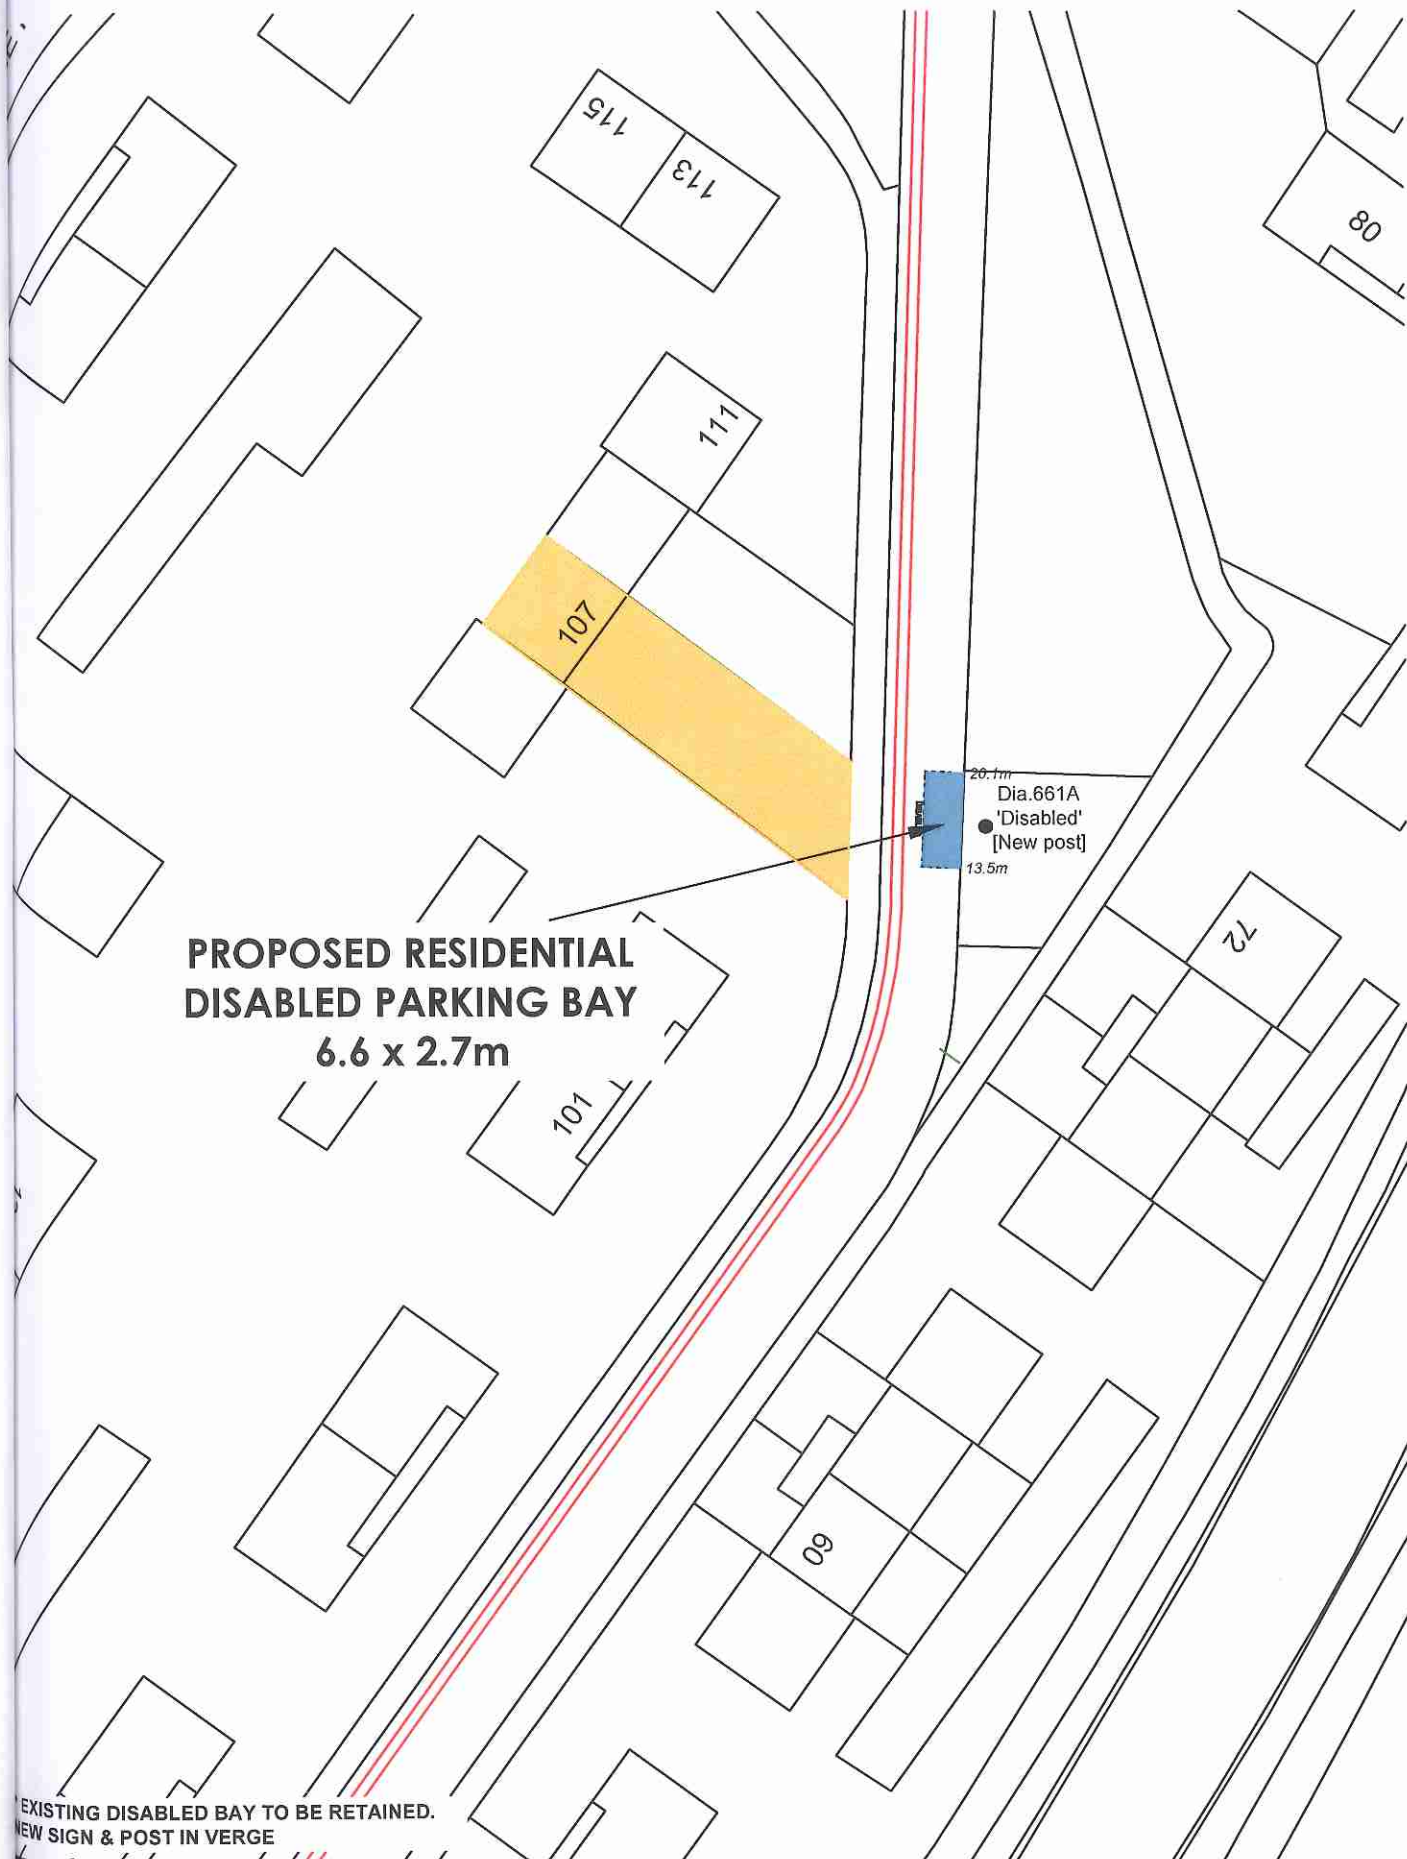 115
113
80
111
107
20.1m
Dia.661A
'Disabled'
[New post]
13.5m
72
PROPOSED RESIDENTIAL
DISABLED PARKING BAY
6.6 x 2.7m
101
60
EXISTING DISABLED BAY TO BE RETAINED.
NEW SIGN & POST IN VERGE